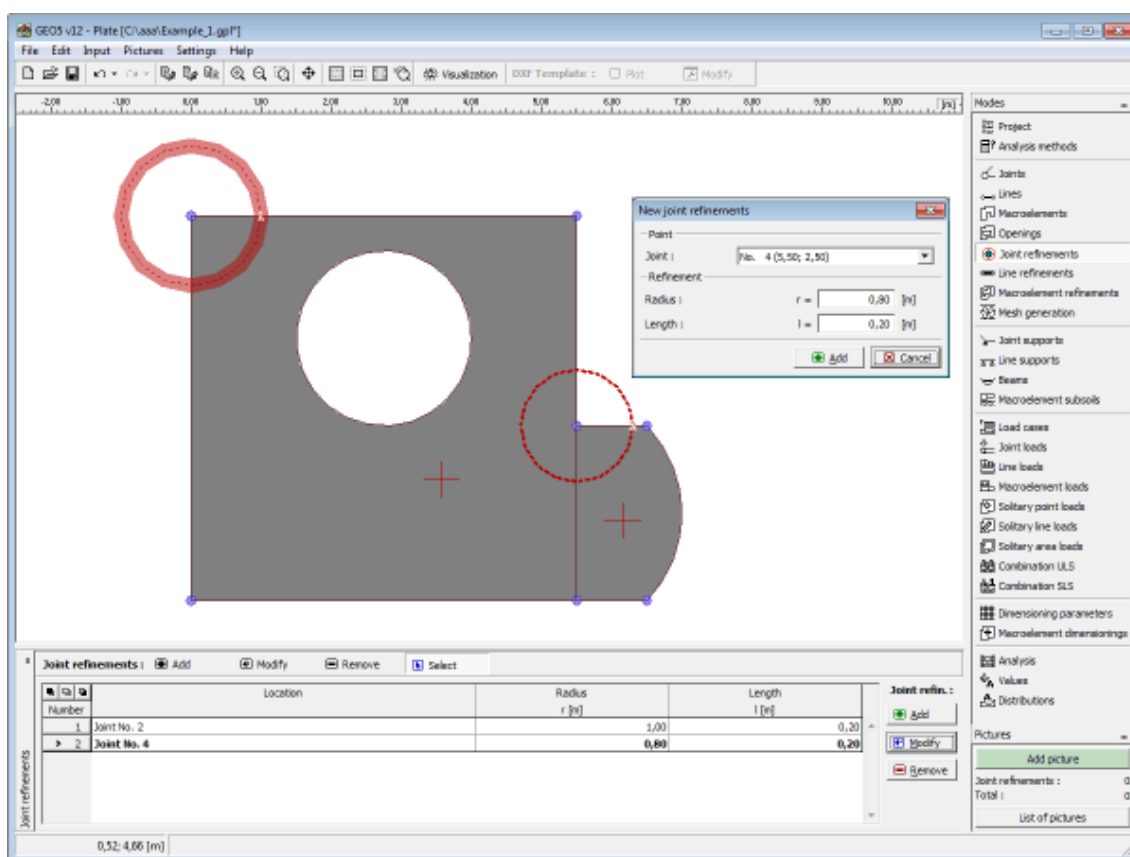 GEO5 v12 - Plate [C:\aaa\Example_1.gpl*]
File Edit Input Pictures Settings Help
Visualization DXF Template : Plot Modify
-2,00 -1,00 0,00 1,00 2,00 3,00 4,00 5,00 6,00 7,00 8,00 9,00 10,00 [m]
New joint refinements
Point
Joint : No. 4 (5,50; 2,50)
Refinement
Radius : r = 0,80 [m]
Length : l = 0,20 [m]
Add Cancel
Modes
Project
Analysis methods
Joints
Lines
Macroelements
Openings
Joint refinements
Line refinements
Macroelement refinements
Mesh generation
Joint supports
Line supports
Beams
Macroelement subsoils
Load cases
Joint loads
Line loads
Macroelement loads
Solitary point loads
Solitary line loads
Solitary area loads
Combination ULS
Combination SLS
Dimensioning parameters
Macroelement dimensionings
Analysis
Values
Distributions
Joint refinements : Add Modify Remove Select
Number Location Radius r [m] Length l [m]
1 Joint No. 2 1,00 0,20
2 Joint No. 4 0,80 0,20
Joint refin. :
Add
Modify
Remove
Joint refinements
Pictures
Add picture
Joint refinements : 0
Total : 0
List of pictures
0,52; 4,66 [m]